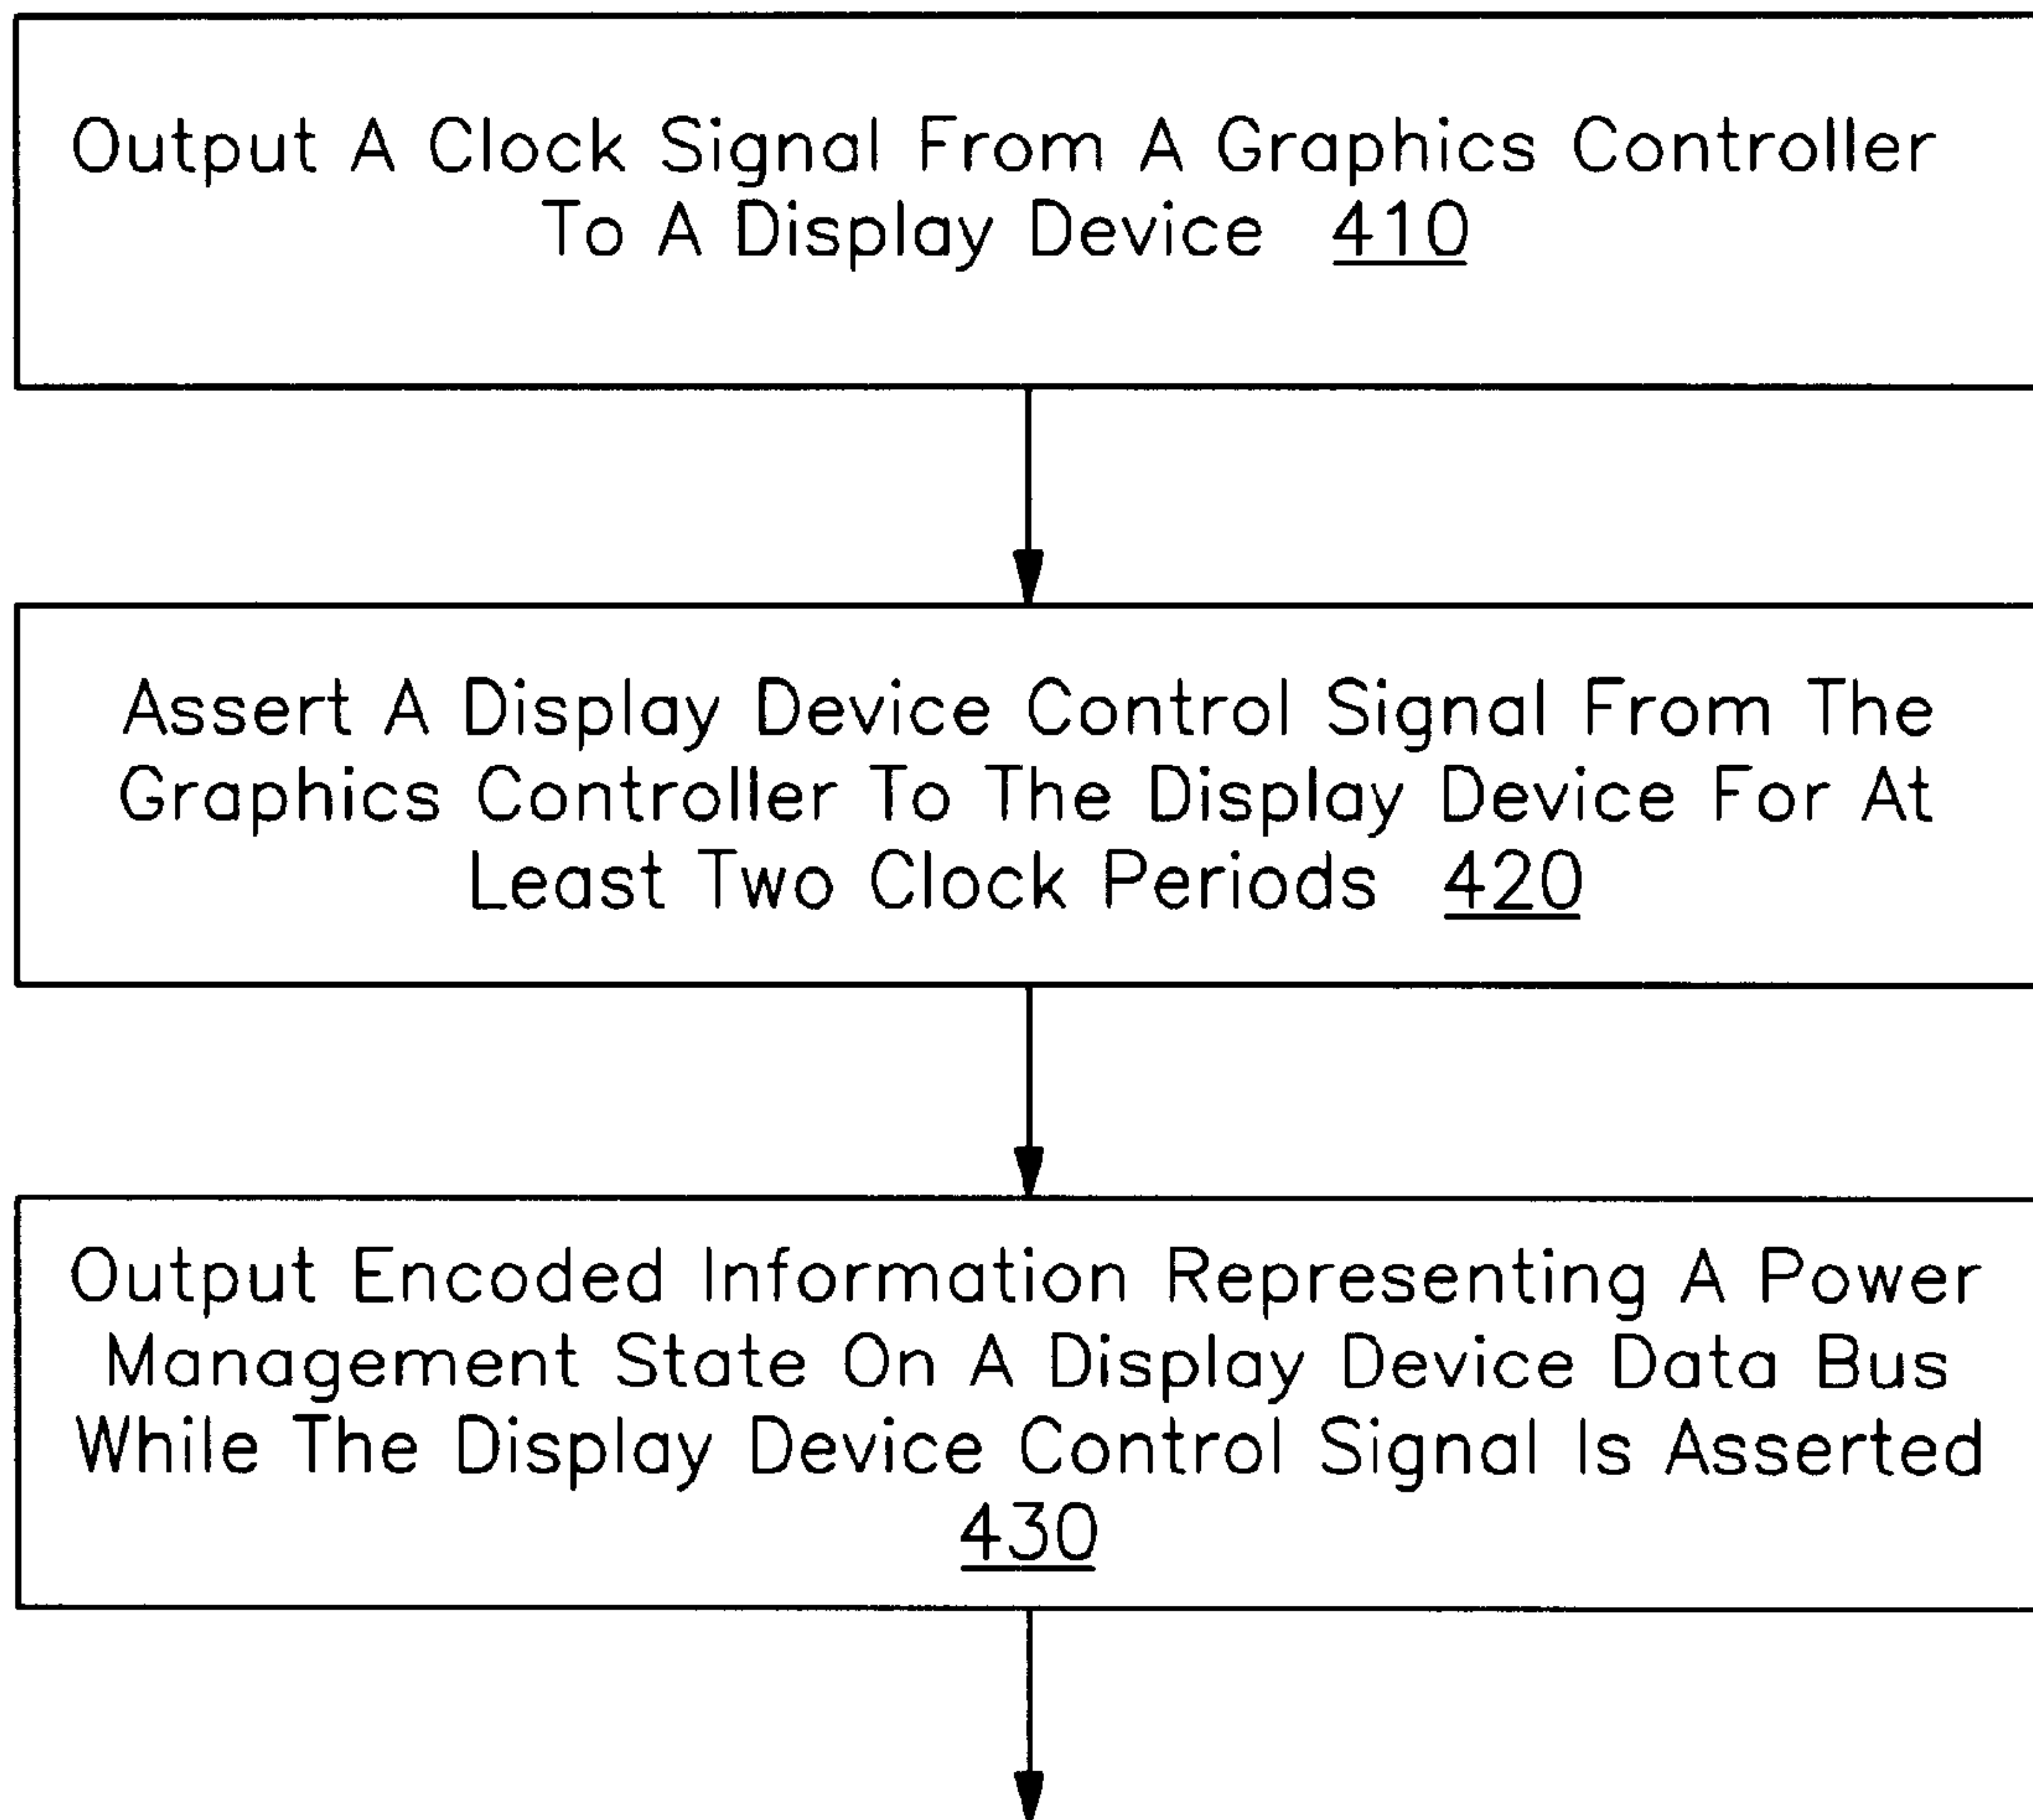 Output A Clock Signal From A Graphics Controller
To A Display Device 410
Assert A Display Device Control Signal From The
Graphics Controller To The Display Device For At
Least Two Clock Periods 420
Output Encoded Information Representing A Power
Management State On A Display Device Data Bus
While The Display Device Control Signal Is Asserted
430